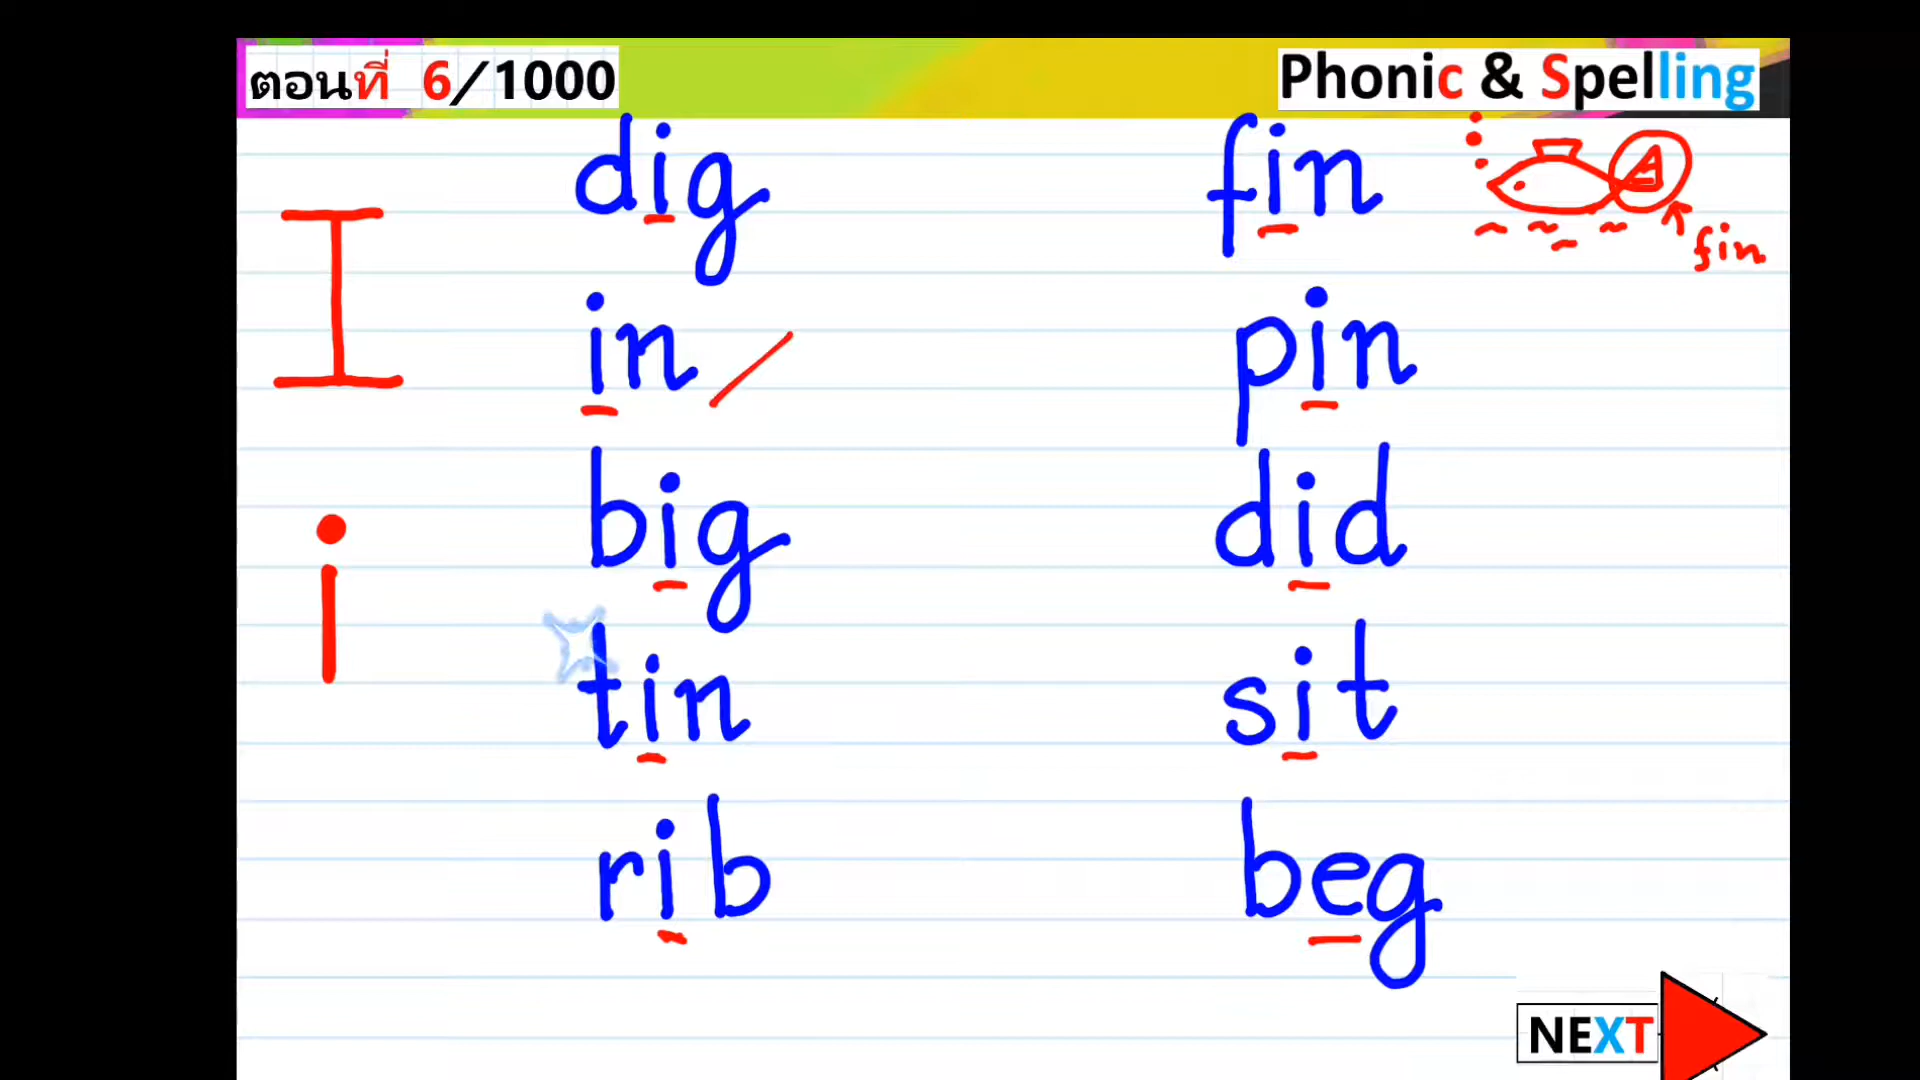 ตอนที่ 6/1000
Phonic & Spelling
dig
fin
fin
I
in
pin
big
did
i
tin
sit
rib
beg
NEXT